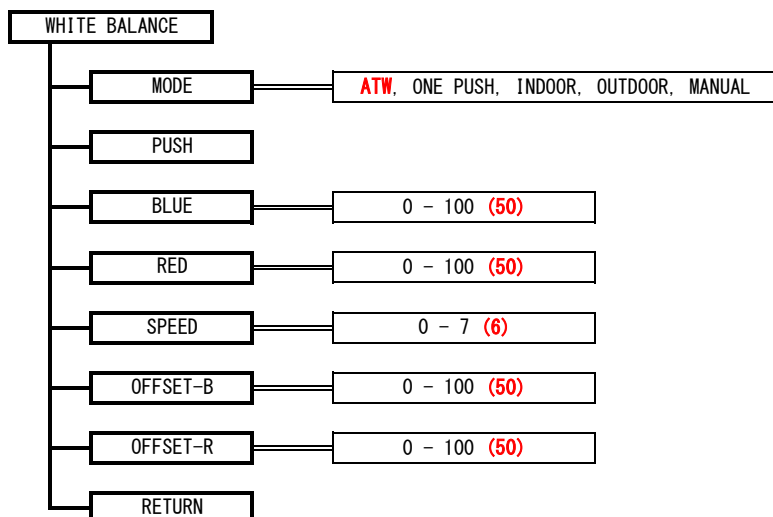 WHITE BALANCE
MODE ATW, ONE PUSH, INDOOR, OUTDOOR, MANUAL
PUSH
BLUE 0 - 100 (50)
RED 0 - 100 (50)
SPEED 0 - 7 (6)
OFFSET-B 0 - 100 (50)
OFFSET-R 0 - 100 (50)
RETURN